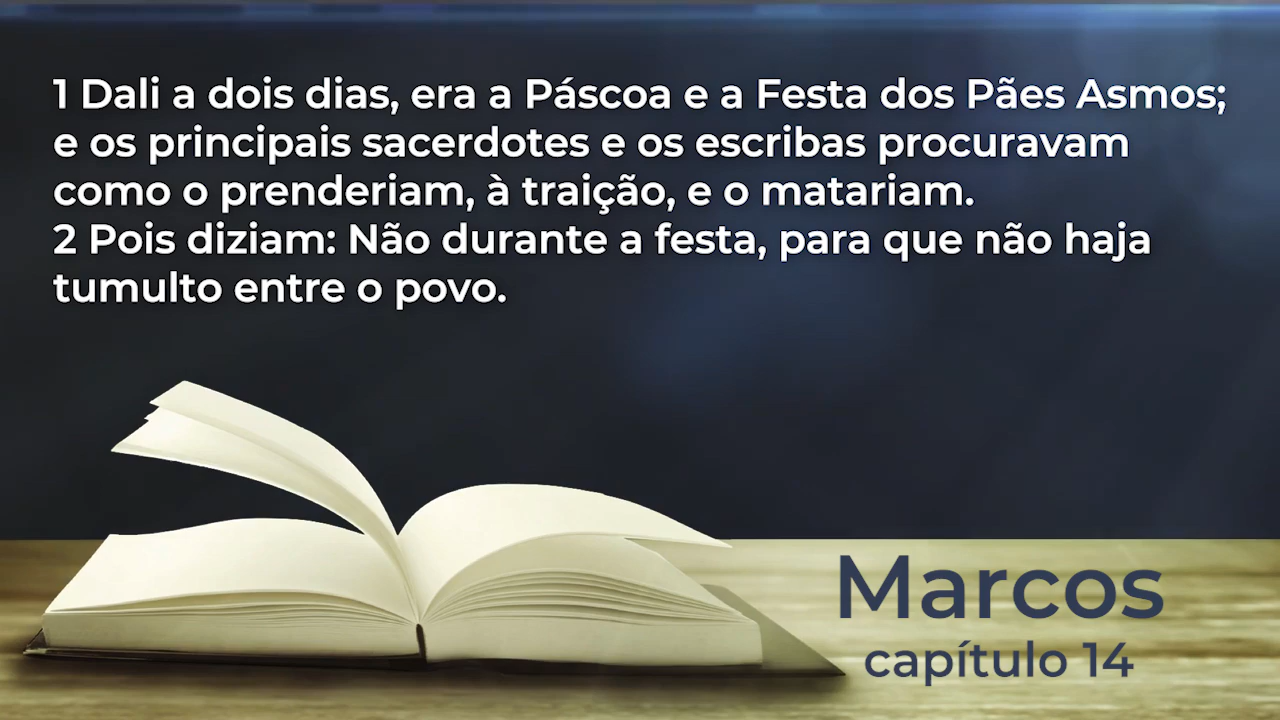 1 Dali a dois dias, era a Páscoa e a Festa dos Pães Asmos;
e os principais sacerdotes e os escribas procuravam
como o prenderiam, à traição, e o matariam.
2 Pois diziam: Não durante a festa, para que não haja
tumulto entre o povo.
Marcos
capítulo 14